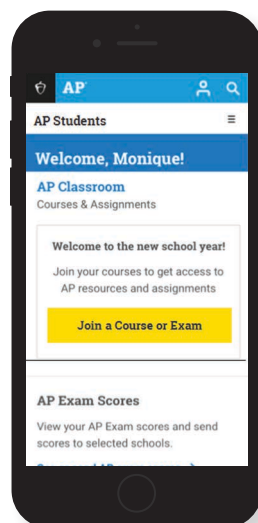 AP
AP Students
Welcome, Monique!
AP Classroom
Courses & Assignments
Welcome to the new school year!
Join your courses to get access to
AP resources and assignments
Join a Course or Exam
AP Exam Scores
View your AP Exam scores and send
scores to selected schools.